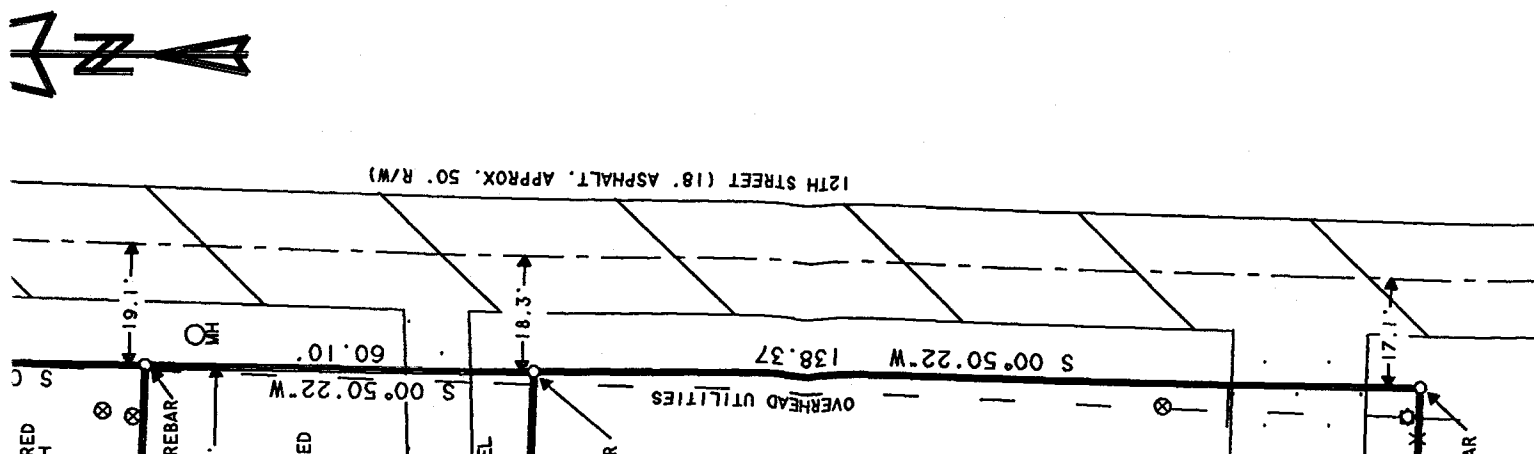 N
12TH STREET (18'. ASPHALT. APPROX. 50' R/W)
19.1'
18.3'
17.1'
MH
60.10'
S 00°50'22"W
S 00°50'22"W 138.37
OVERHEAD UTILITIES
REBAR